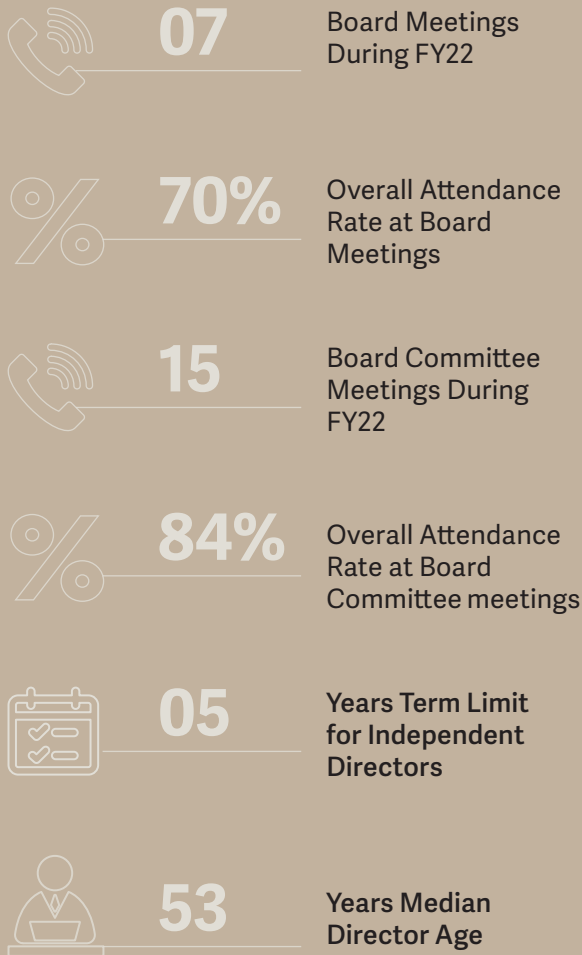 07
Board Meetings
During FY22
70%
Overall Attendance
Rate at Board
Meetings
15
Board Committee
Meetings During
FY22
84%
Overall Attendance
Rate at Board
Committee meetings
05
Years Term Limit
for Independent
Directors
53
Years Median
Director Age